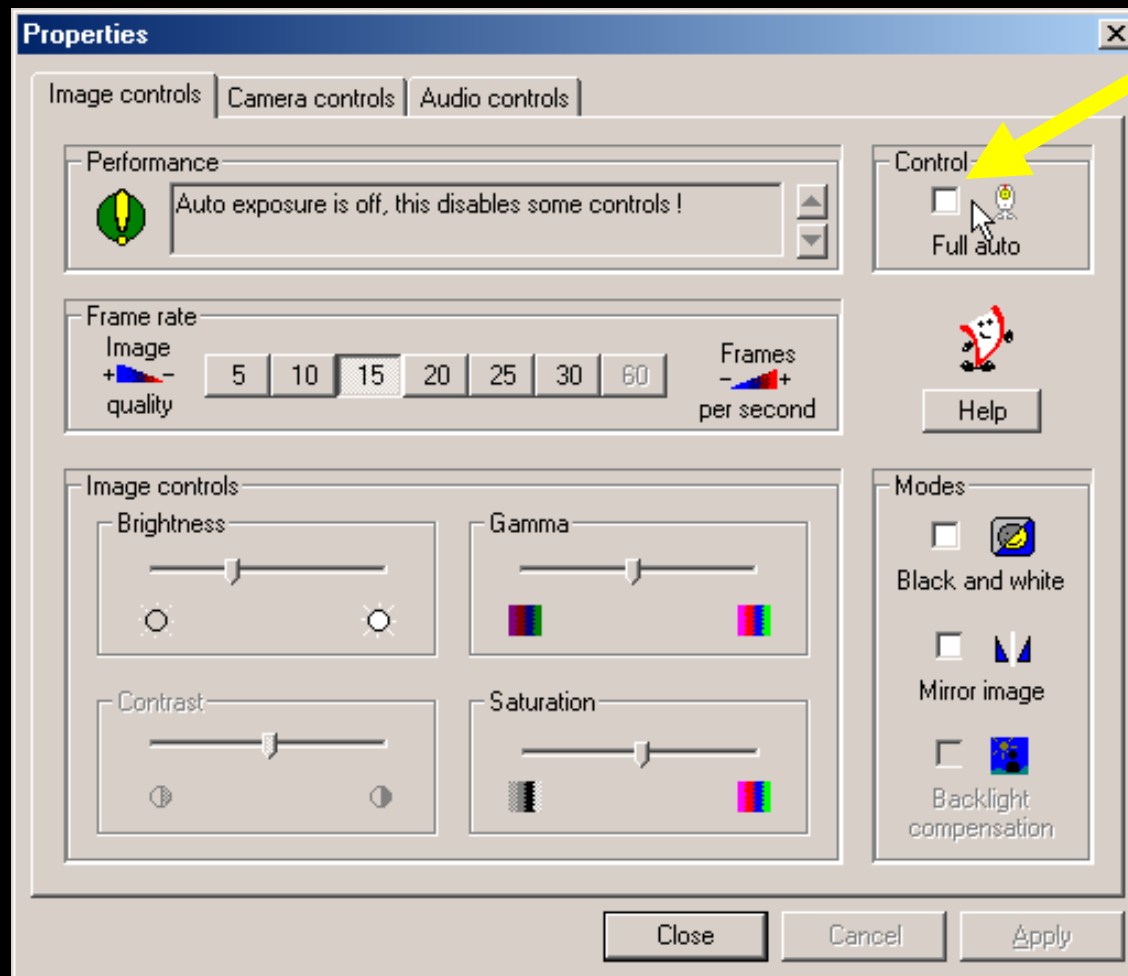 Properties
Image controls
Camera controls
Audio controls
Performance
Auto exposure is off, this disables some controls !
Control
Full auto
Frame rate
Image
+ -
quality
5 10 15 20 25 30 60
Frames
- +
per second
Help
Image controls
Brightness
Gamma
Contrast
Saturation
Modes
Black and white
Mirror image
Backlight
compensation
Close
Cancel
Apply